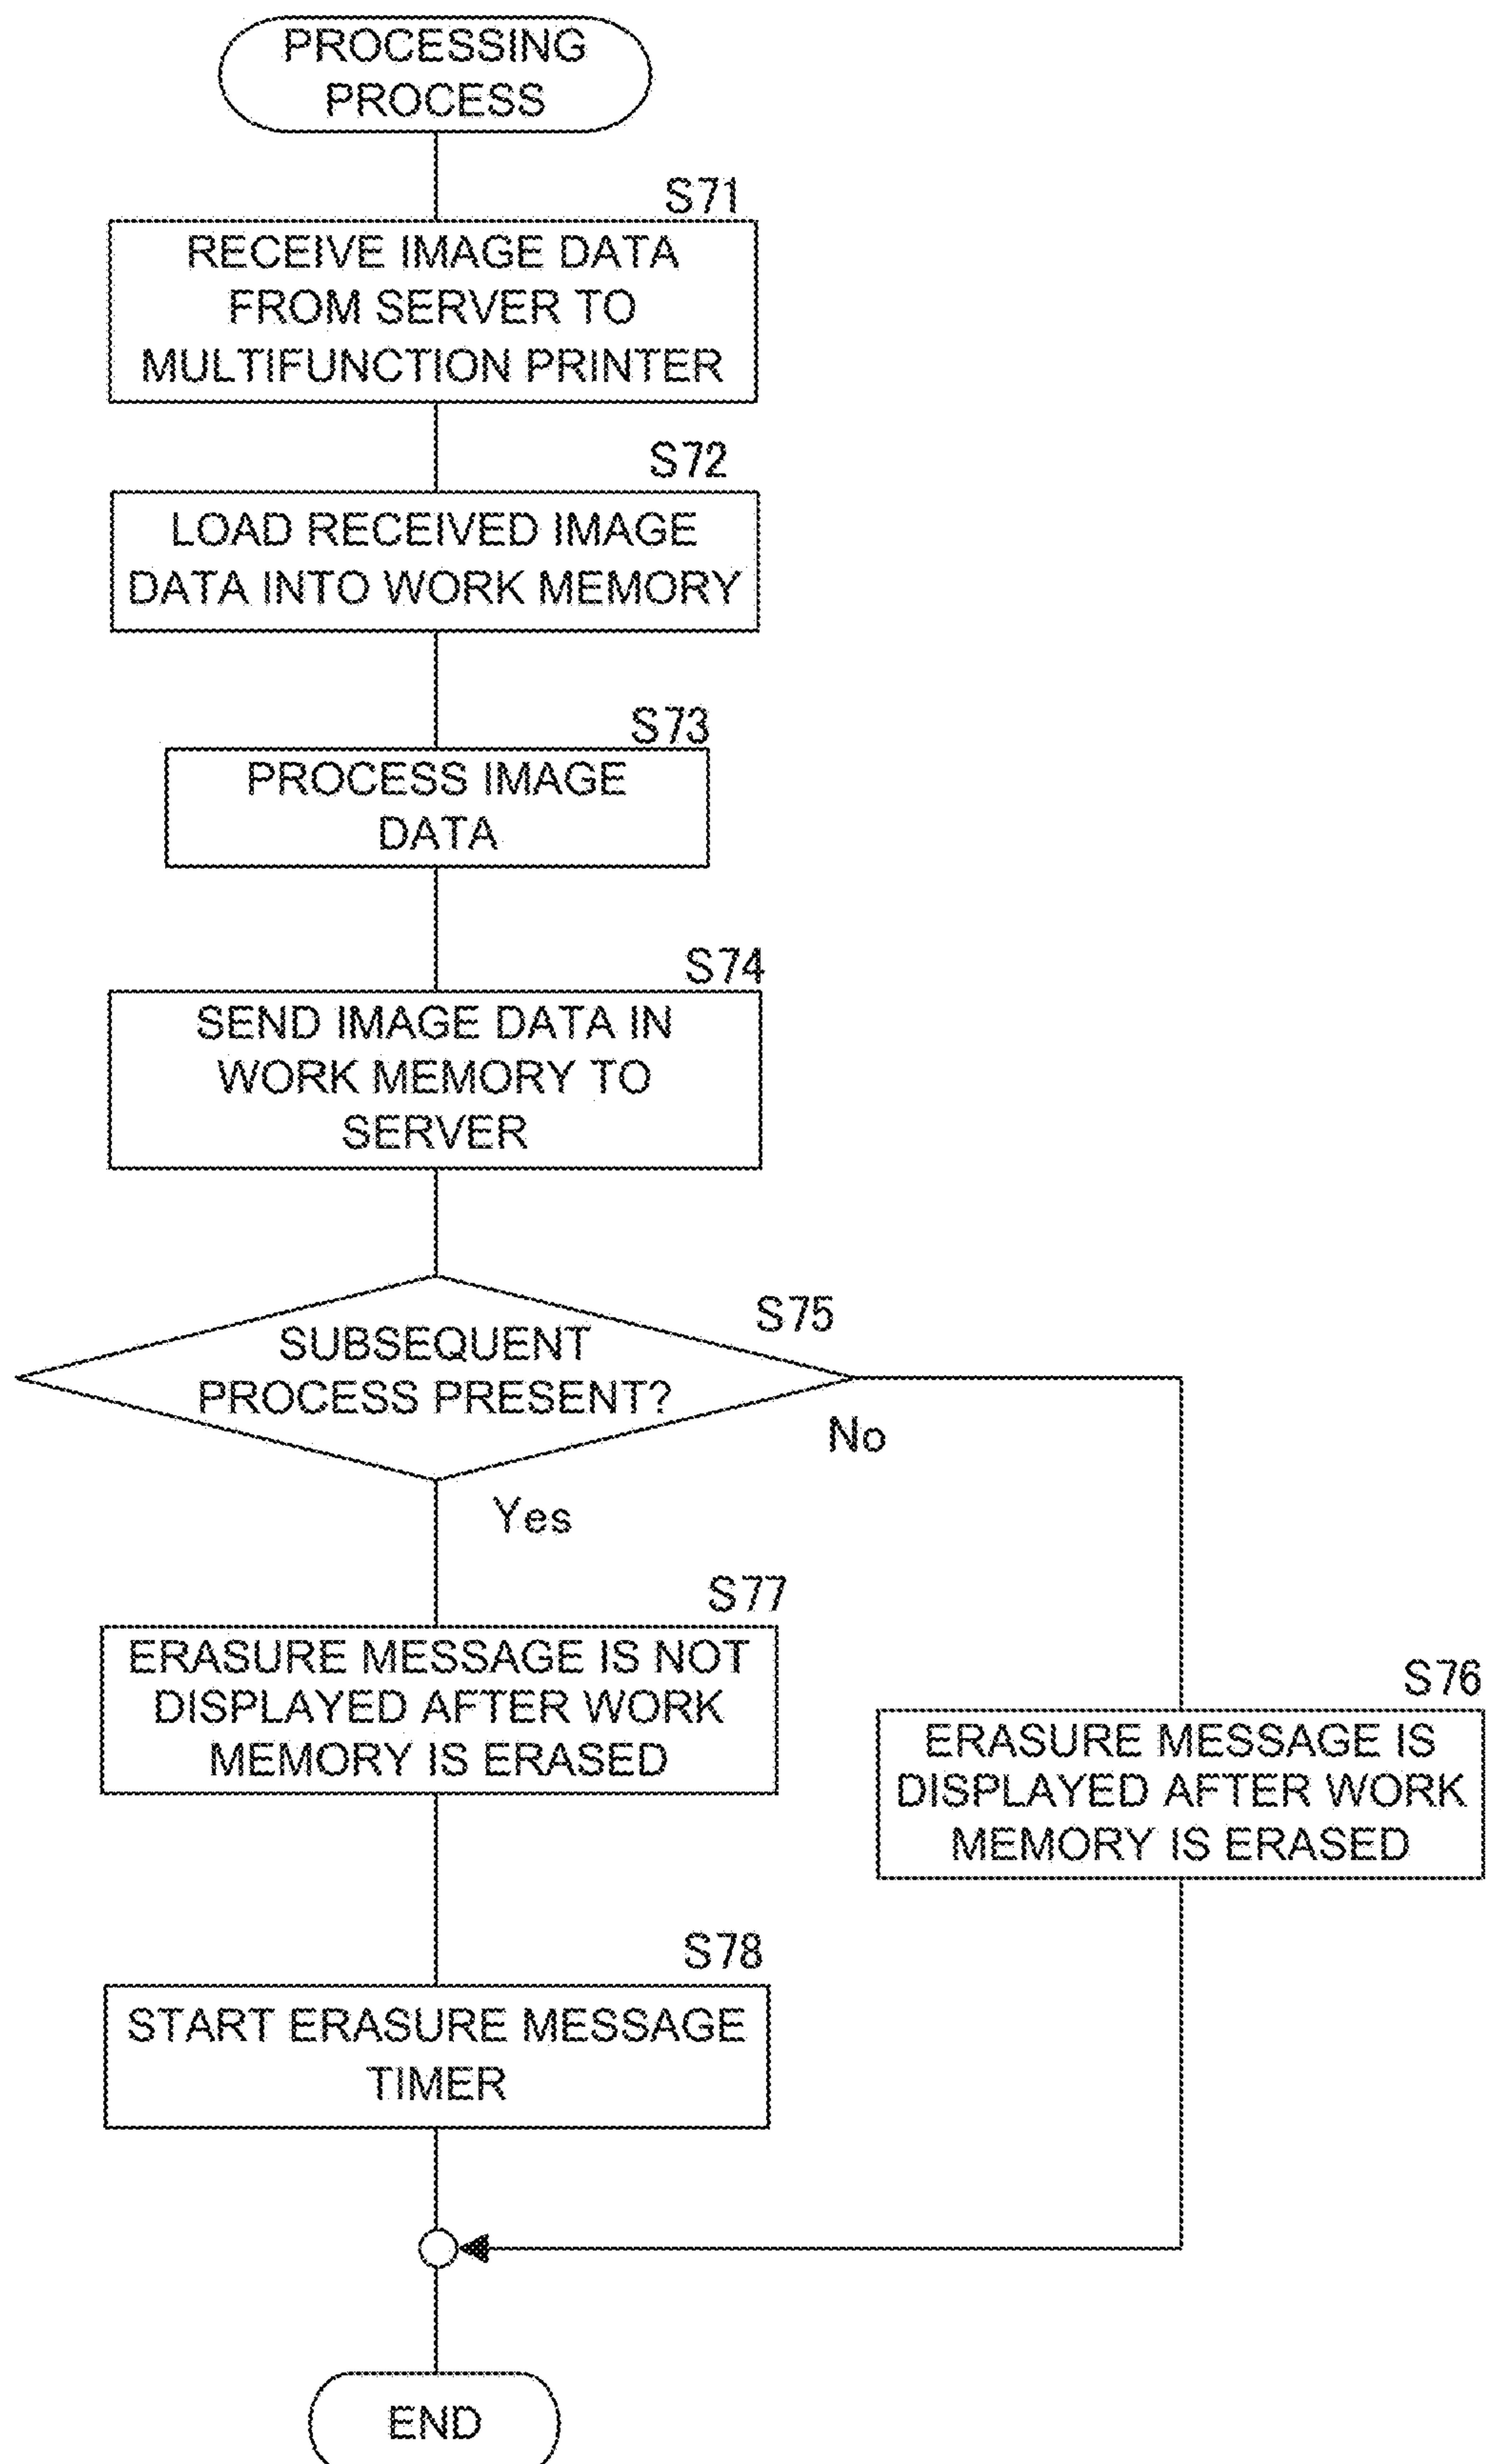 PROCESSING
PROCESS
S71
RECEIVE IMAGE DATA
FROM SERVER TO
MULTIFUNCTION PRINTER
S72
LOAD RECEIVED IMAGE
DATA INTO WORK MEMORY
S73
PROCESS IMAGE
DATA
S74
SEND IMAGE DATA IN
WORK MEMORY TO
SERVER
S75
SUBSEQUENT
PROCESS PRESENT?
No
Yes
S77
ERASURE MESSAGE IS NOT
DISPLAYED AFTER WORK
MEMORY IS ERASED
S76
ERASURE MESSAGE IS
DISPLAYED AFTER WORK
MEMORY IS ERASED
S78
START ERASURE MESSAGE
TIMER
END